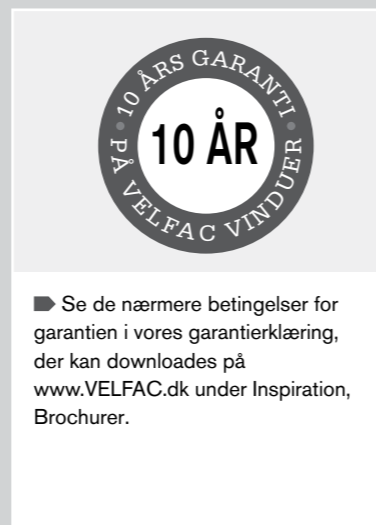 10 ÅRS GARANTI
10 ÅR
PÅ VELFAC VINDUER
Se de nærmere betingelser for
garantien i vores garantierklæring,
der kan downloades på
www.VELFAC.dk under Inspiration,
Brochurer.